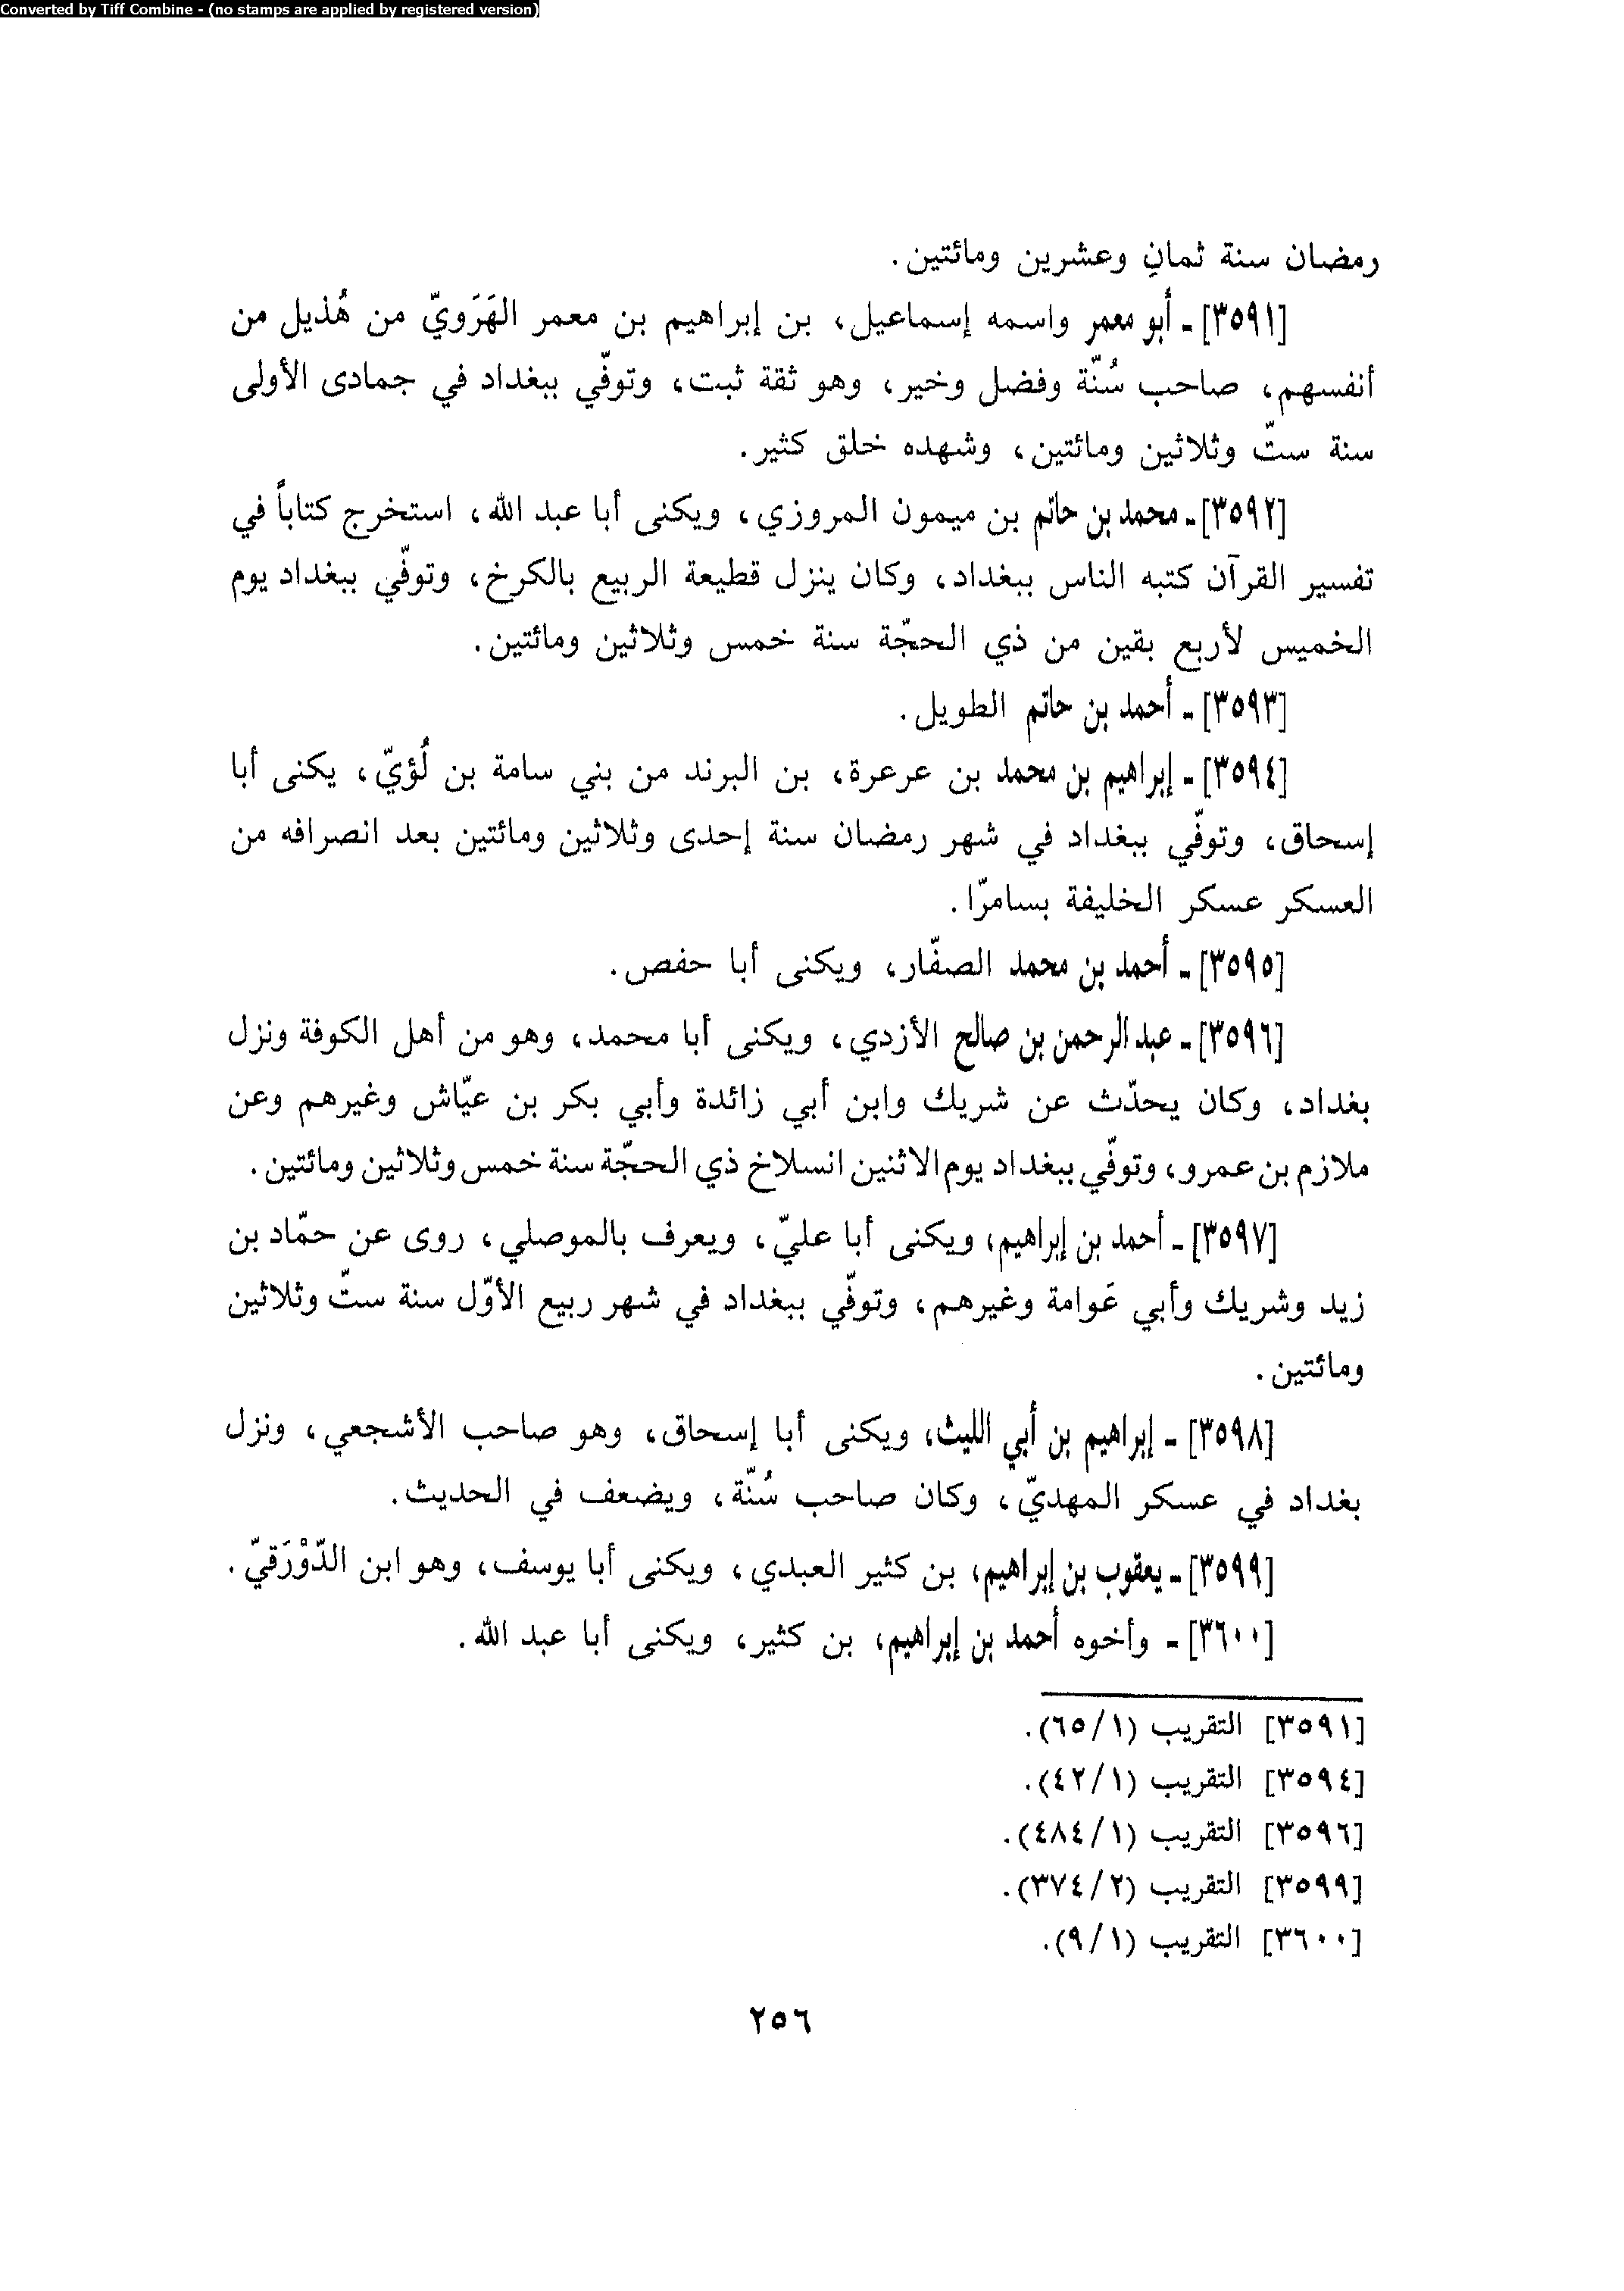 Converted by Tiff Combine - (no stamps are applied by registered version)
رمضان سنة ثمانِ وعشرين ومائتين.
[٣٥٩١] - أبو معمر واسمه إسماعيل، بن إبراهيم بن معمر الهَرَويّ من هُذيل من
أنفسهم، صاحب سُنّة وفضل وخير، وهو ثقة ثبت، وتوفّي ببغداد في جمادى الأولى
سنة ستّ وثلاثين ومائتين، وشهده خلق كثير.
[٣٥٩٢] - محمد بن حاتم بن ميمون المروزي، ويكنى أبا عبد الله، استخرج كتاباً في
تفسير القرآن كتبه الناس ببغداد، وكان ينزل قطيعة الربيع بالكرخ، وتوفّي ببغداد يوم
الخميس لأربع بقين من ذي الحجّة سنة خمس وثلاثين ومائتين.
[٣٥٩٣] - أحمد بن حاتم الطويل.
[٣٥٩٤] - إبراهيم بن محمد بن عرعرة، بن البرند من بني سامة بن لُؤيّ، يكنى أبا
إسحاق، وتوفّي ببغداد في شهر رمضان سنة إحدى وثلاثين ومائتين بعد انصرافه من
العسكر عسكر الخليفة بسامرّا.
[٣٥٩٥] - أحمد بن محمد الصفّار، ويكنى أبا حفص.
[٣٥٩٦] - عبد الرحمن بن صالح الأزدي، ويكنى أبا محمد، وهو من أهل الكوفة ونزل
بغداد، وكان يحدّث عن شريك وابن أبي زائدة وأبي بكر بن عيّاش وغيرهم وعن
ملازم بن عمرو، وتوفّي ببغداد يوم الاثنين انسلاخ ذي الحجّة سنة خمس وثلاثين ومائتين.
[٣٥٩٧] - أحمد بن إبراهيم، ويكنى أبا عليّ، ويعرف بالموصلي، روى عن حمّاد بن
زيد وشريك وأبي عَوامة وغيرهم، وتوفّي ببغداد في شهر ربيع الأوّل سنة ستّ وثلاثين
ومائتين.
[٣٥٩٨] - إبراهيم بن أبي الليث، ويكنى أبا إسحاق، وهو صاحب الأشجعي، ونزل
بغداد في عسكر المهديّ، وكان صاحب سُنّة، ويضعف في الحديث.
[٣٥٩٩] - يعقوب بن إبراهيم، بن كثير العبدي، ويكنى أبا يوسف، وهو ابن الدّوْرَقيّ.
[٣٦٠٠] - وأخوه أحمد بن إبراهيم، بن كثير، ويكنى أبا عبد الله.
[٣٥٩١] التقريب (٦٥/١).
[٣٥٩٤] التقريب (٤٢/١).
[٣٥٩٦] التقريب (٤٨٤/١).
[٣٥٩٩] التقريب (٣٧٤/٢).
[٣٦٠٠] التقريب (٩/١).
٢٥٦